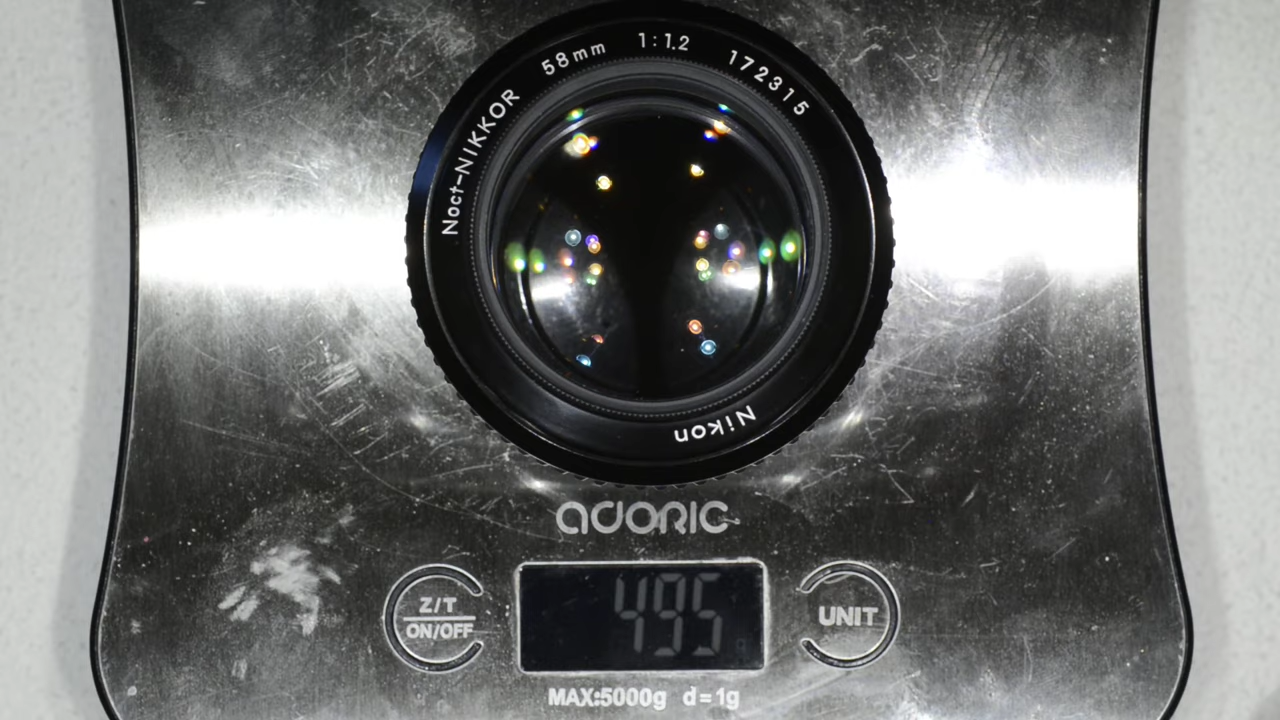 Noct-NIKKOR 58mm 1:1.2 172315
Nikon
adoric
Z/T
ON/OFF
495
UNIT
MAX:5000g d=1g